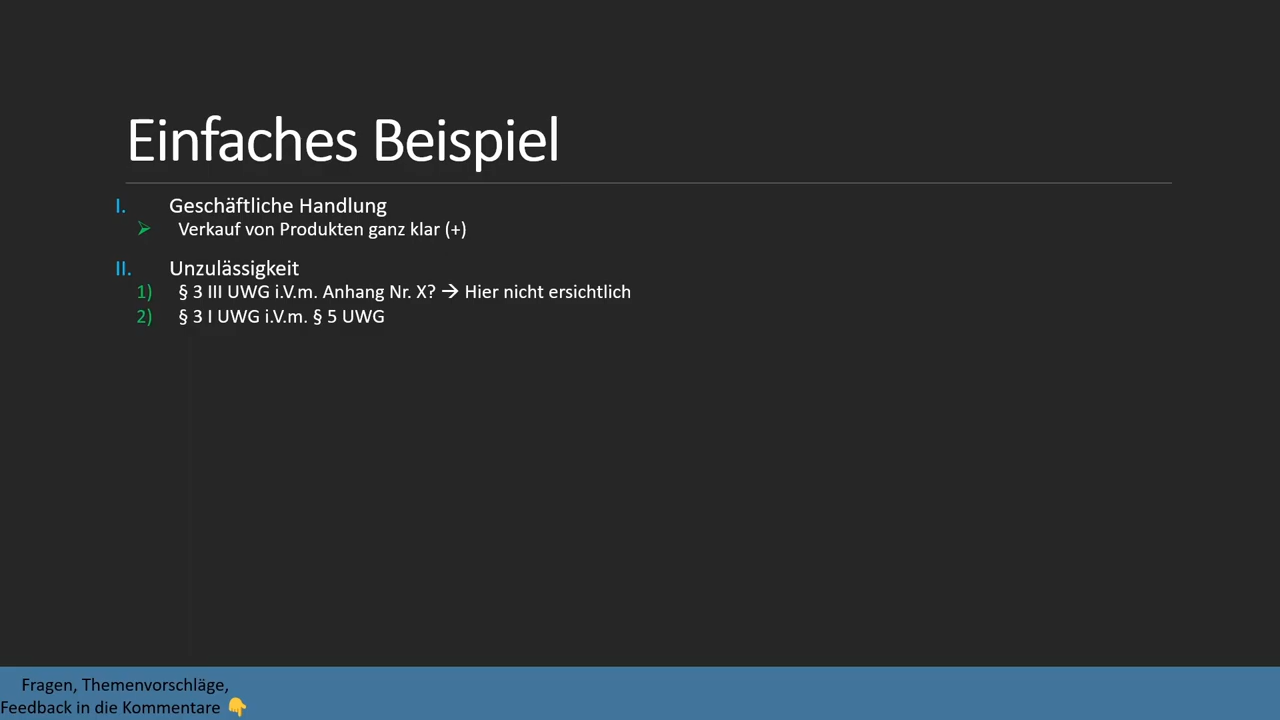 Einfaches Beispiel
I. Geschäftliche Handlung
➢ Verkauf von Produkten ganz klar (+)
II. Unzulässigkeit
1) § 3 III UWG i.V.m. Anhang Nr. X? → Hier nicht ersichtlich
2) § 3 I UWG i.V.m. § 5 UWG
Fragen, Themenvorschläge,
Feedback in die Kommentare 👇